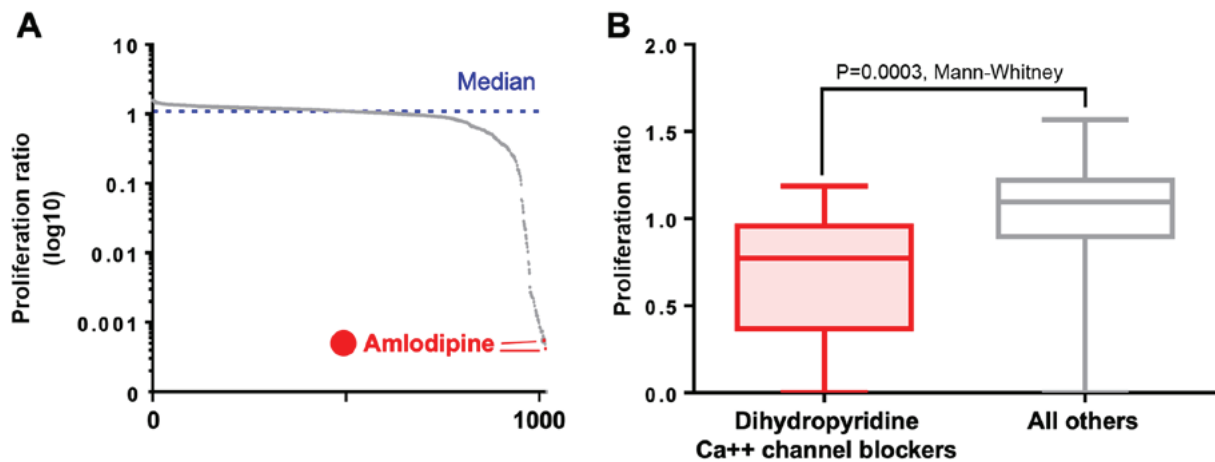 A
Proliferation ratio
(log10)
10
1
0.1
0.01
0.001
0
Median
Amlodipine
0
1000
B
Proliferation ratio
2.0
1.5
1.0
0.5
0.0
P=0.0003, Mann-Whitney
Dihydropyridine
Ca++ channel blockers
All others